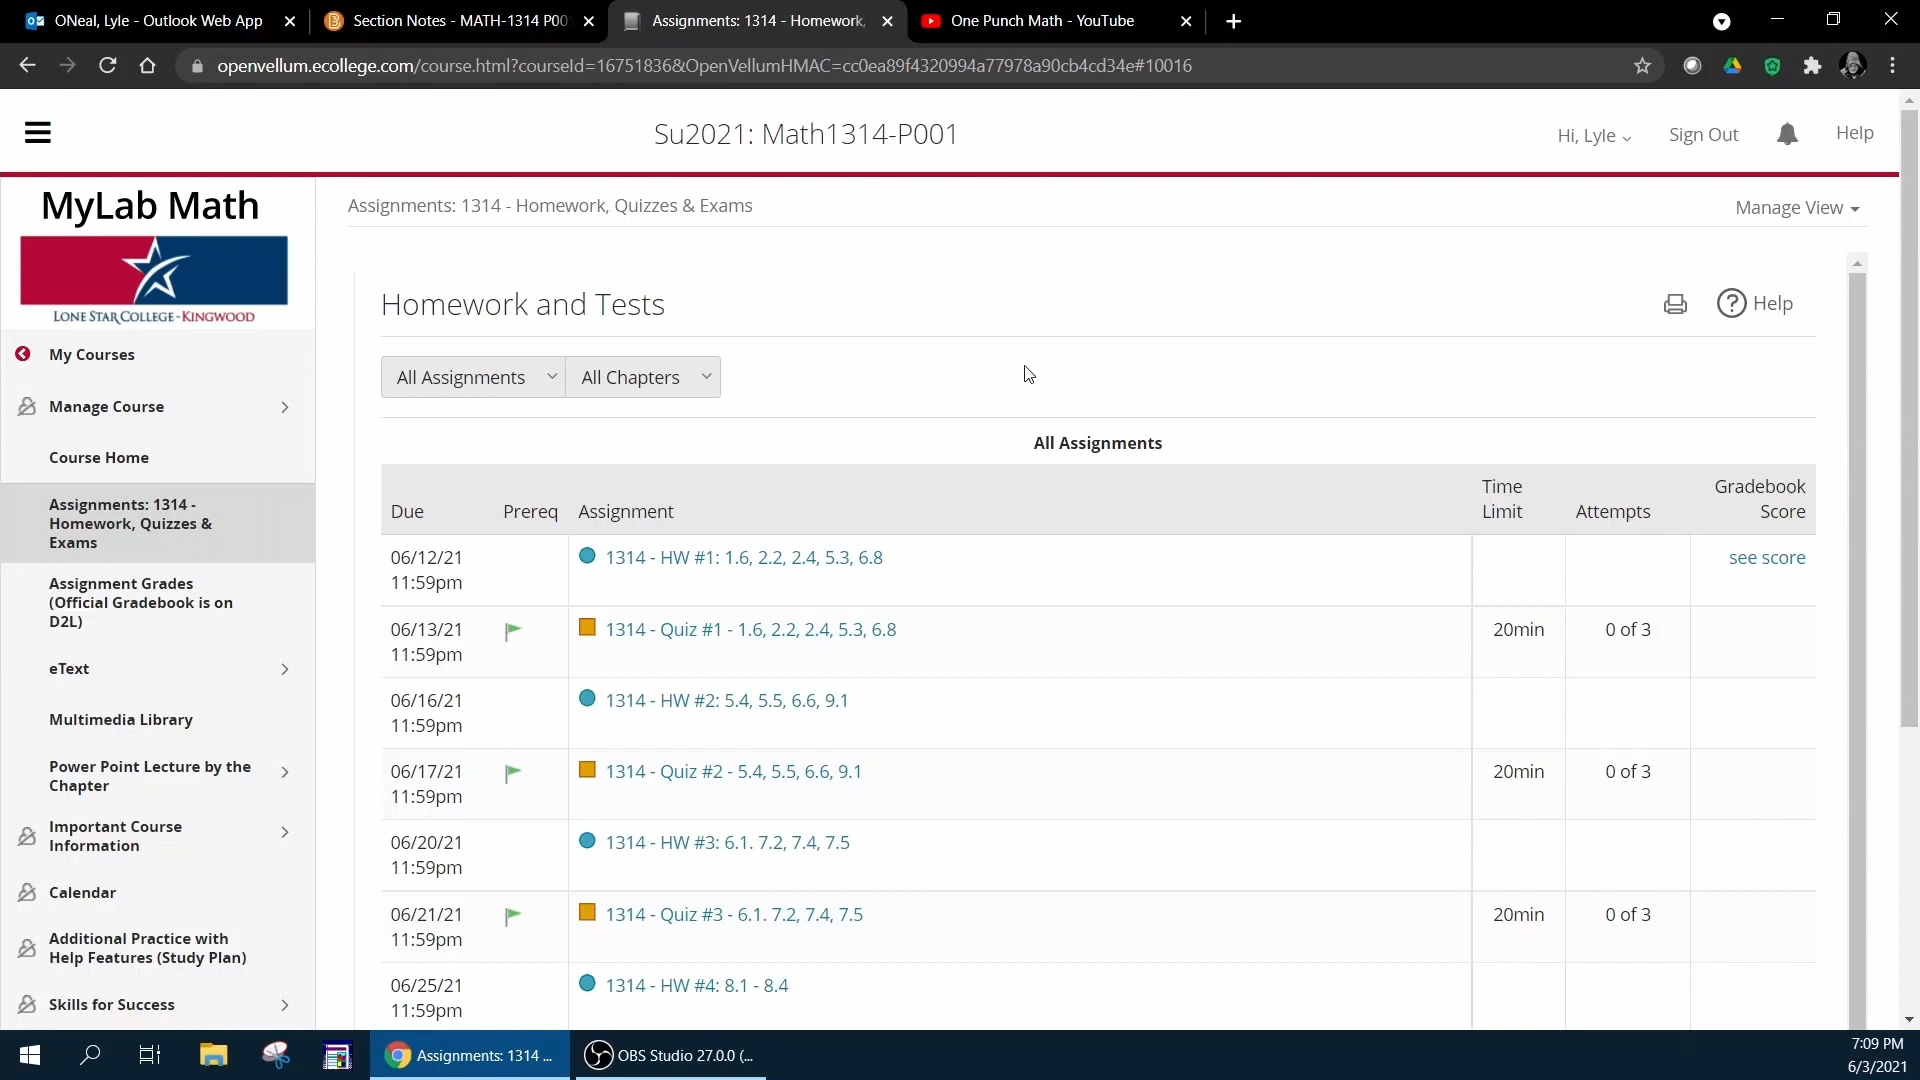 ONeal, Lyle - Outlook Web App
Section Notes - MATH-1314 P00
Assignments: 1314 - Homework,
One Punch Math - YouTube
openvellum.ecollege.com/course.html?courseId=16751836&OpenVellumHMAC=cc0ea89f4320994a77978a90cb4cd34e#10016
Su2021: Math1314-P001
Hi, Lyle
Sign Out
Help
MyLab Math
LONE STAR COLLEGE-KINGWOOD
My Courses
Manage Course
Course Home
Assignments: 1314 -
Homework, Quizzes &
Exams
Assignment Grades
(Official Gradebook is on
D2L)
eText
Multimedia Library
Power Point Lecture by the
Chapter
Important Course
Information
Calendar
Additional Practice with
Help Features (Study Plan)
Skills for Success
Assignments: 1314 - Homework, Quizzes & Exams
Manage View
Homework and Tests
? Help
All Assignments
All Chapters
All Assignments
Due Prereq Assignment Time Limit Attempts Gradebook Score
06/12/21 1314 - HW #1: 1.6, 2.2, 2.4, 5.3, 6.8 see score
11:59pm
06/13/21 1314 - Quiz #1 - 1.6, 2.2, 2.4, 5.3, 6.8 20min 0 of 3
11:59pm
06/16/21 1314 - HW #2: 5.4, 5.5, 6.6, 9.1
11:59pm
06/17/21 1314 - Quiz #2 - 5.4, 5.5, 6.6, 9.1 20min 0 of 3
11:59pm
06/20/21 1314 - HW #3: 6.1. 7.2, 7.4, 7.5
11:59pm
06/21/21 1314 - Quiz #3 - 6.1. 7.2, 7.4, 7.5 20min 0 of 3
11:59pm
06/25/21 1314 - HW #4: 8.1 - 8.4
11:59pm
Assignments: 1314 ...
OBS Studio 27.0.0 (...
7:09 PM
6/3/2021